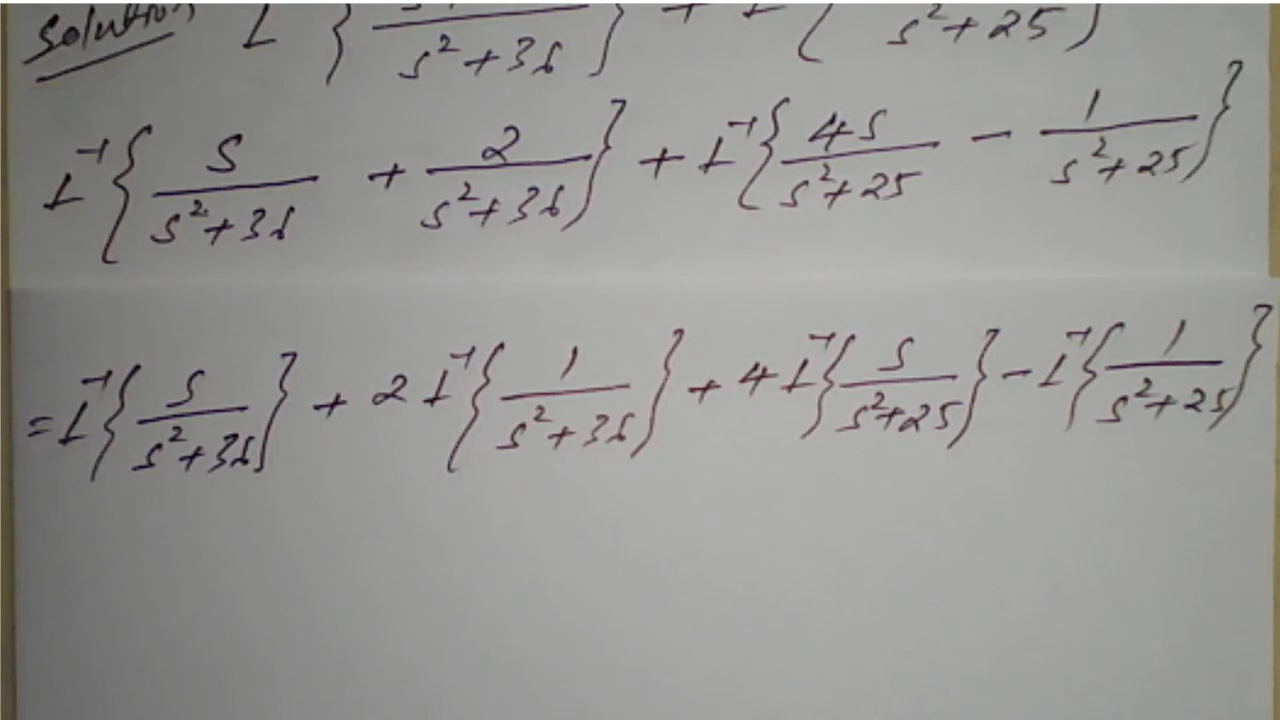 Solution L { / s²+36 } + { s²+25 )
L⁻¹{ s/(s²+36) + 2/(s²+36) } + L⁻¹{ 4s/(s²+25) - 1/(s²+25) }
= L⁻¹{ s/(s²+36) } + 2 L⁻¹{ 1/(s²+36) } + 4 L⁻¹{ s/(s²+25) } - L⁻¹{ 1/(s²+25) }